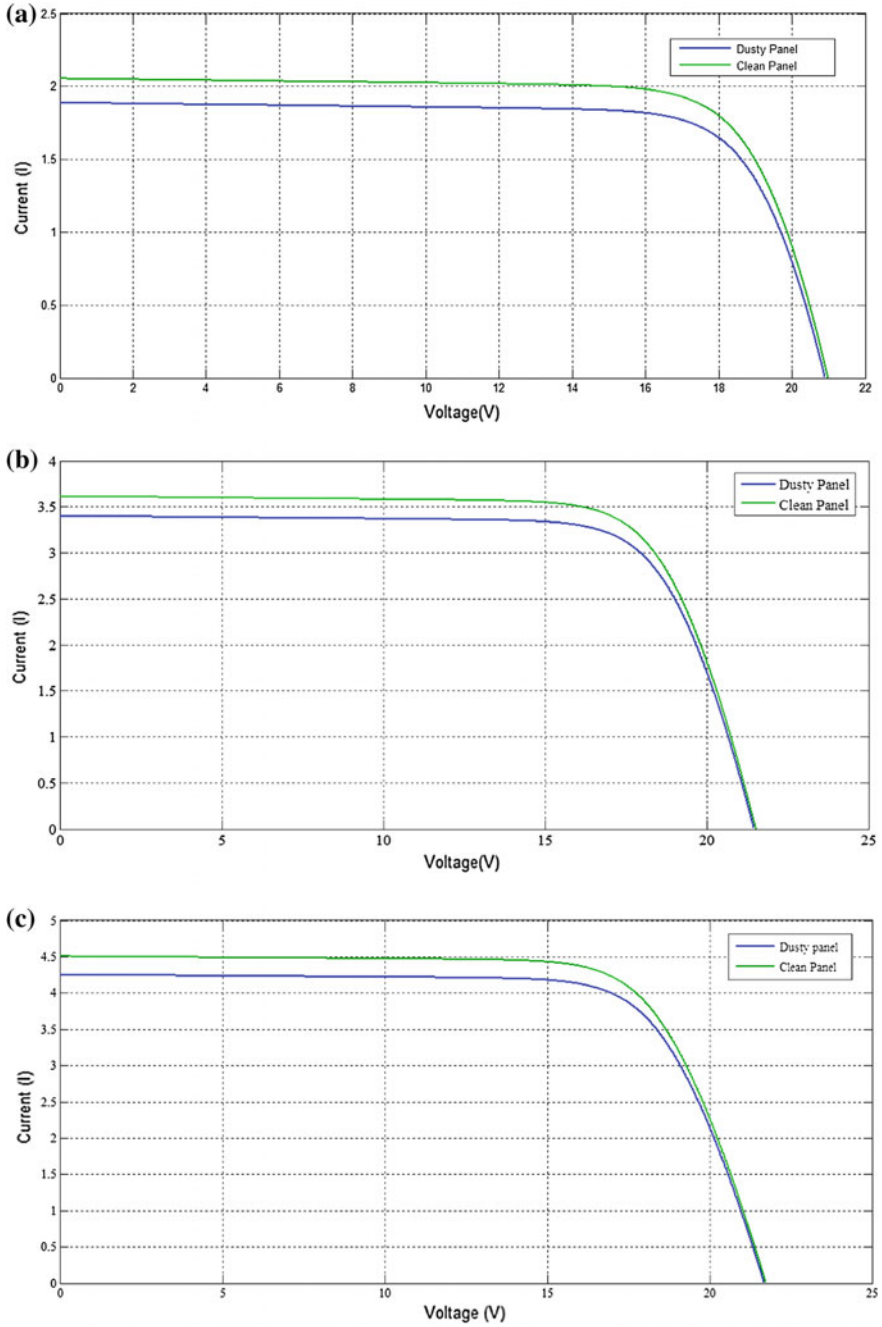 (a)
2.5
2
1.5
1
0.5
0
Current (I)
Dusty Panel
Clean Panel
0 2 4 6 8 10 12 14 16 18 20 22
Voltage(V)
(b)
4
3.5
3
2.5
2
1.5
1
0.5
0
Current (I)
Dusty Panel
Clean Panel
0 5 10 15 20 25
Voltage(V)
(c)
5
4.5
4
3.5
3
2.5
2
1.5
1
0.5
0
Current (I)
Dusty panel
Clean Panel
0 5 10 15 20 25
Voltage (V)